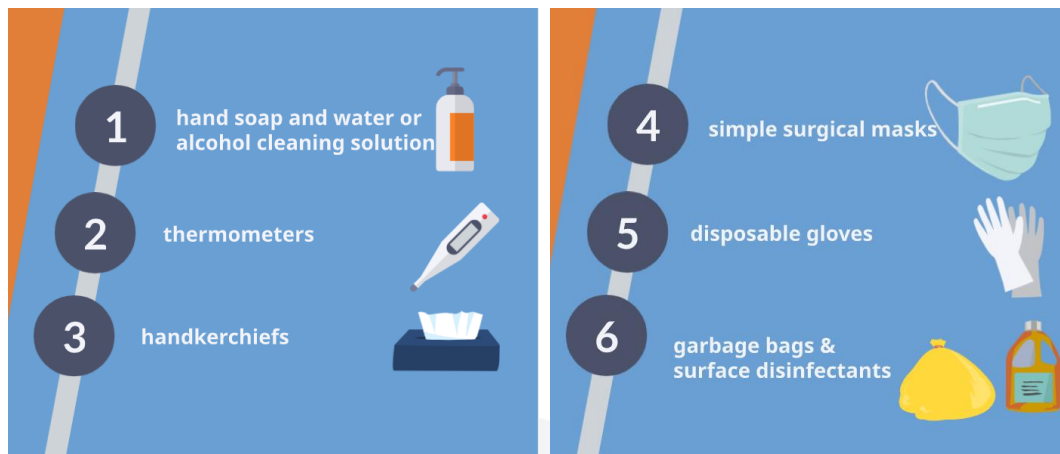 1
hand soap and water or
alcohol cleaning solution
2
thermometers
3
handkerchiefs
4
simple surgical masks
5
disposable gloves
6
garbage bags &
surface disinfectants